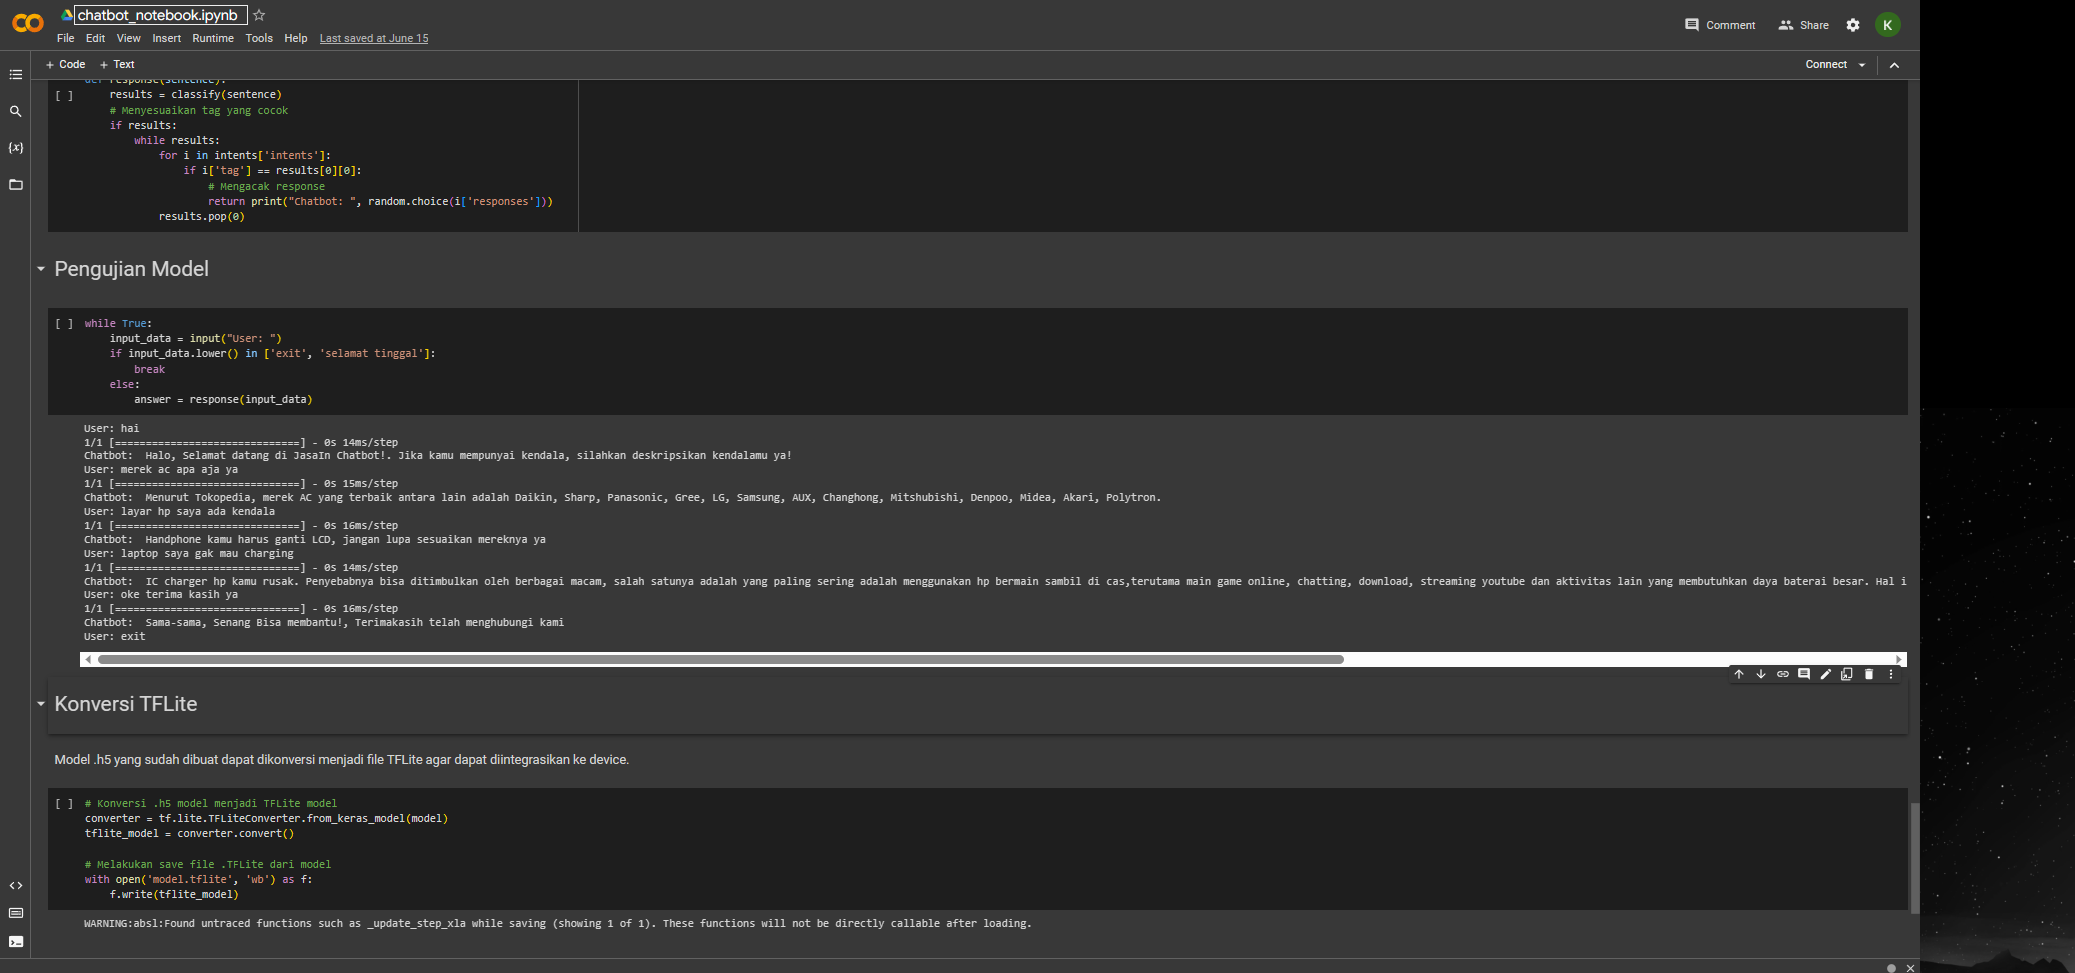 chatbot_notebook.ipynb
File Edit View Insert Runtime Tools Help Last saved at June 15
Comment Share K
+ Code + Text
Connect
def response(sentence):
[ ] results = classify(sentence)
# Menyesuaikan tag yang cocok
if results:
while results:
for i in intents['intents']:
if i['tag'] == results[0][0]:
# Mengacak response
return print("Chatbot: ", random.choice(i['responses']))
results.pop(0)
Pengujian Model
[ ] while True:
input_data = input("User: ")
if input_data.lower() in ['exit', 'selamat tinggal']:
break
else:
answer = response(input_data)
User: hai
1/1 [==============================] - 0s 14ms/step
Chatbot:  Halo, Selamat datang di JasaIn Chatbot!. Jika kamu mempunyai kendala, silahkan deskripsikan kendalamu ya!
User: merek ac apa aja ya
1/1 [==============================] - 0s 15ms/step
Chatbot:  Menurut Tokopedia, merek AC yang terbaik antara lain adalah Daikin, Sharp, Panasonic, Gree, LG, Samsung, AUX, Changhong, Mitshubishi, Denpoo, Midea, Akari, Polytron.
User: layar hp saya ada kendala
1/1 [==============================] - 0s 16ms/step
Chatbot:  Handphone kamu harus ganti LCD, jangan lupa sesuaikan mereknya ya
User: laptop saya gak mau charging
1/1 [==============================] - 0s 14ms/step
Chatbot:  IC charger hp kamu rusak. Penyebabnya bisa ditimbulkan oleh berbagai macam, salah satunya adalah yang paling sering adalah menggunakan hp bermain sambil di cas,terutama main game online, chatting, download, streaming youtube dan aktivitas lain yang membutuhkan daya baterai besar. Hal i
User: oke terima kasih ya
1/1 [==============================] - 0s 16ms/step
Chatbot:  Sama-sama, Senang Bisa membantu!, Terimakasih telah menghubungi kami
User: exit
Konversi TFLite
Model .h5 yang sudah dibuat dapat dikonversi menjadi file TFLite agar dapat diintegrasikan ke device.
[ ] # Konversi .h5 model menjadi TFLite model
converter = tf.lite.TFLiteConverter.from_keras_model(model)
tflite_model = converter.convert()
# Melakukan save file .TFLite dari model
with open('model.tflite', 'wb') as f:
f.write(tflite_model)
WARNING:absl:Found untraced functions such as _update_step_xla while saving (showing 1 of 1). These functions will not be directly callable after loading.